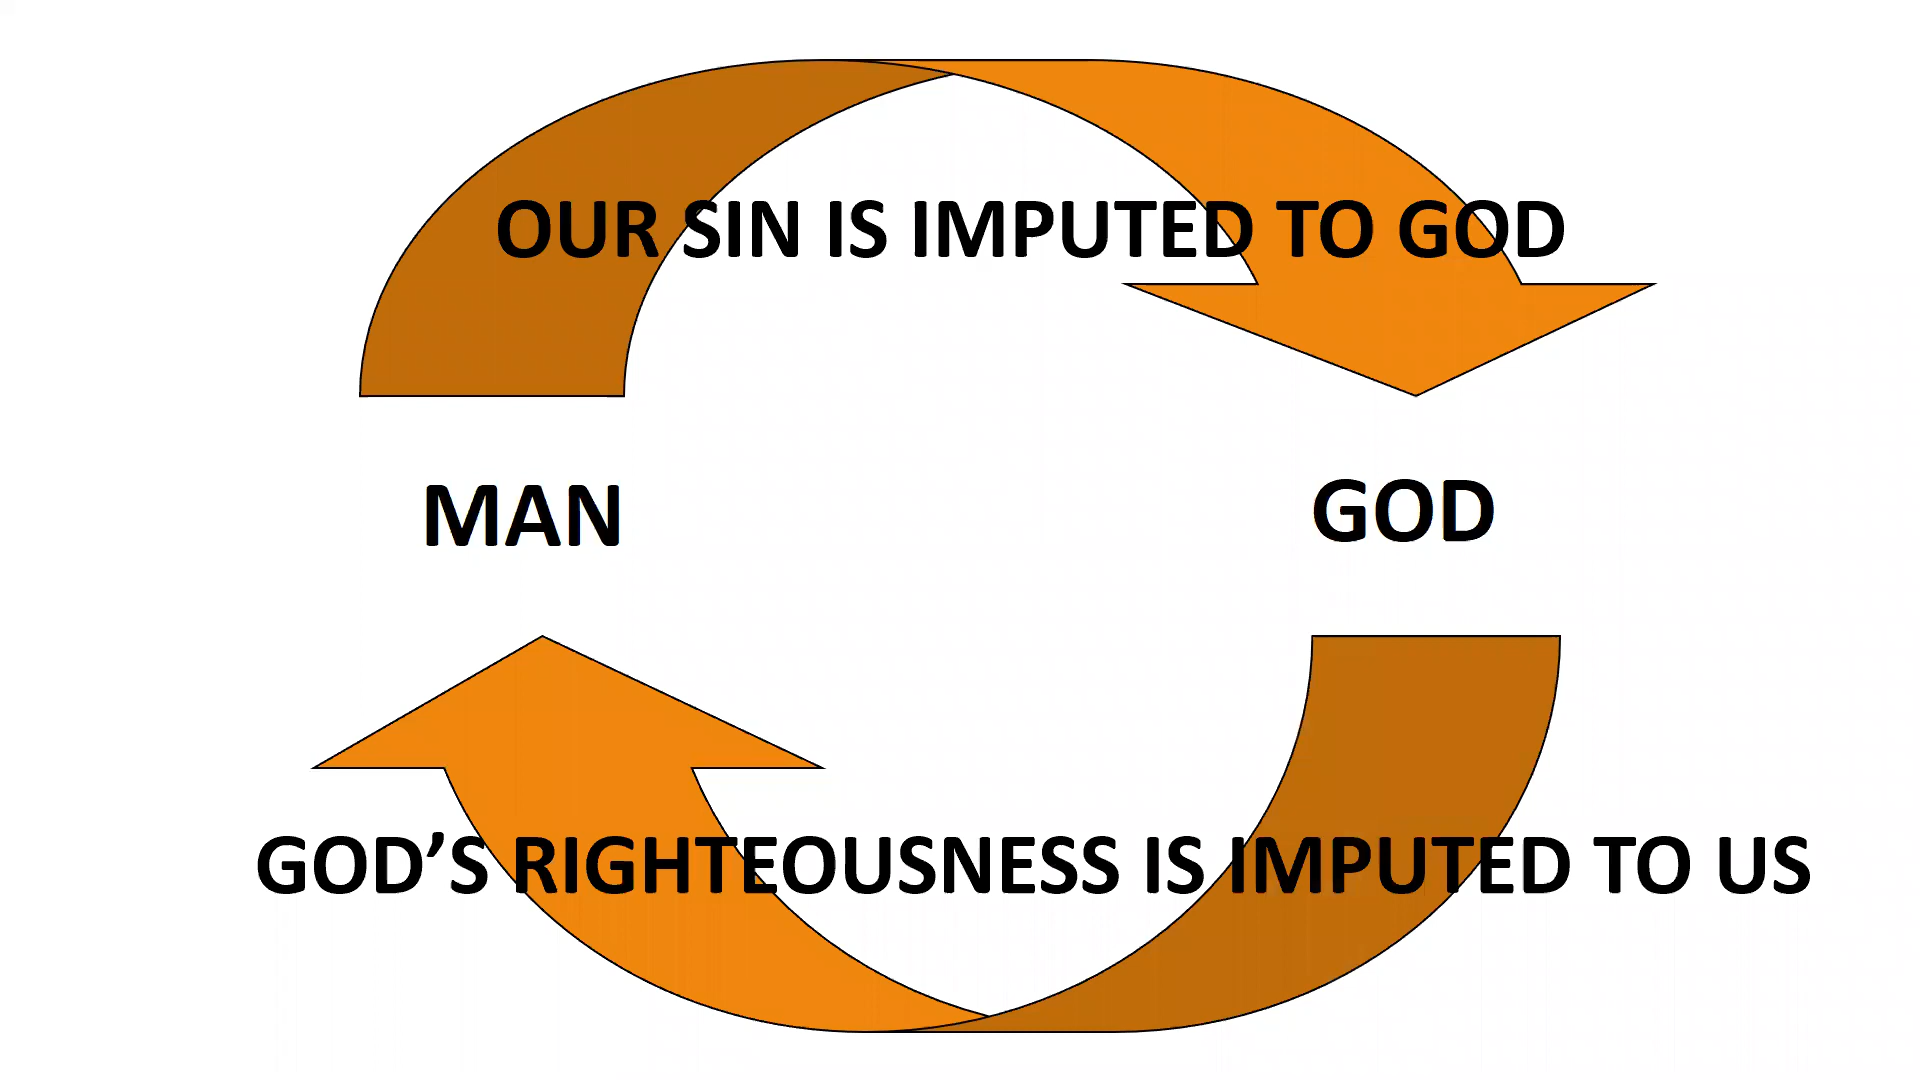 OUR SIN IS IMPUTED TO GOD
MAN
GOD
GOD’S RIGHTEOUSNESS IS IMPUTED TO US